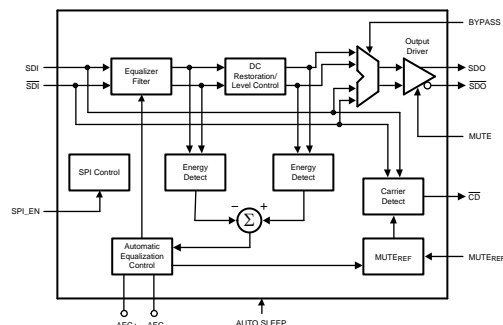 BYPASS
Output
Driver
SDI
SDI
Equalizer
Filter
DC
Restoration/
Level Control
SDO
SDO
MUTE
SPI Control
Energy
Detect
Energy
Detect
Carrier
Detect
CD
SPI_EN
−
+
Σ
Automatic
Equalization
Control
MUTEREF
MUTEREF
AUTO SLEEP